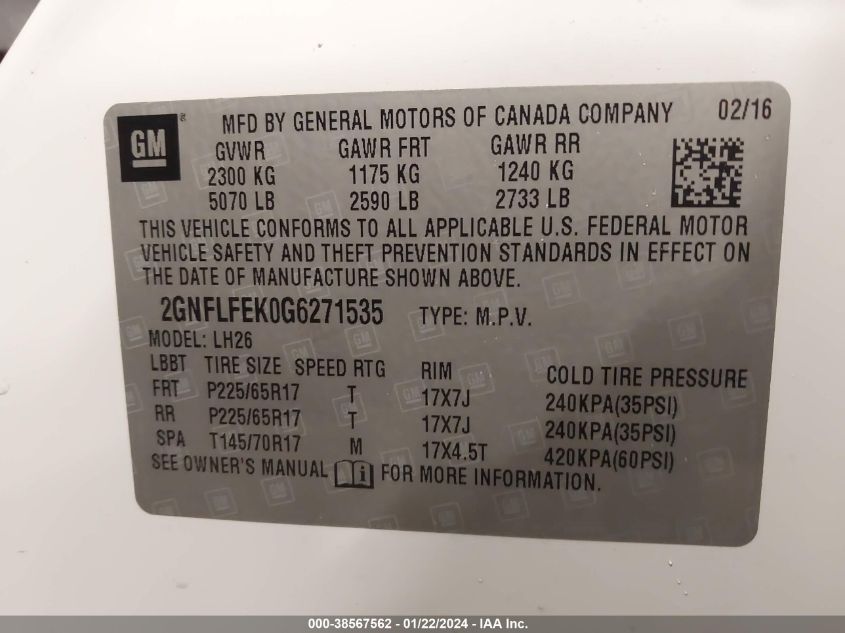 GM ® MFD BY GENERAL MOTORS OF CANADA COMPANY 02/16
GVWR GAWR FRT GAWR RR
2300 KG 1175 KG 1240 KG
5070 LB 2590 LB 2733 LB
THIS VEHICLE CONFORMS TO ALL APPLICABLE U.S. FEDERAL MOTOR
VEHICLE SAFETY AND THEFT PREVENTION STANDARDS IN EFFECT ON
THE DATE OF MANUFACTURE SHOWN ABOVE.
2GNFLFEK0G6271535 TYPE: M.P.V.
MODEL: LH26
LBBT TIRE SIZE SPEED RTG RIM COLD TIRE PRESSURE
FRT P225/65R17 T 17X7J 240KPA(35PSI)
RR P225/65R17 T 17X7J 240KPA(35PSI)
SPA T145/70R17 M 17X4.5T 420KPA(60PSI)
SEE OWNER'S MANUAL i FOR MORE INFORMATION.
000-38567562 - 01/22/2024 - IAA Inc.